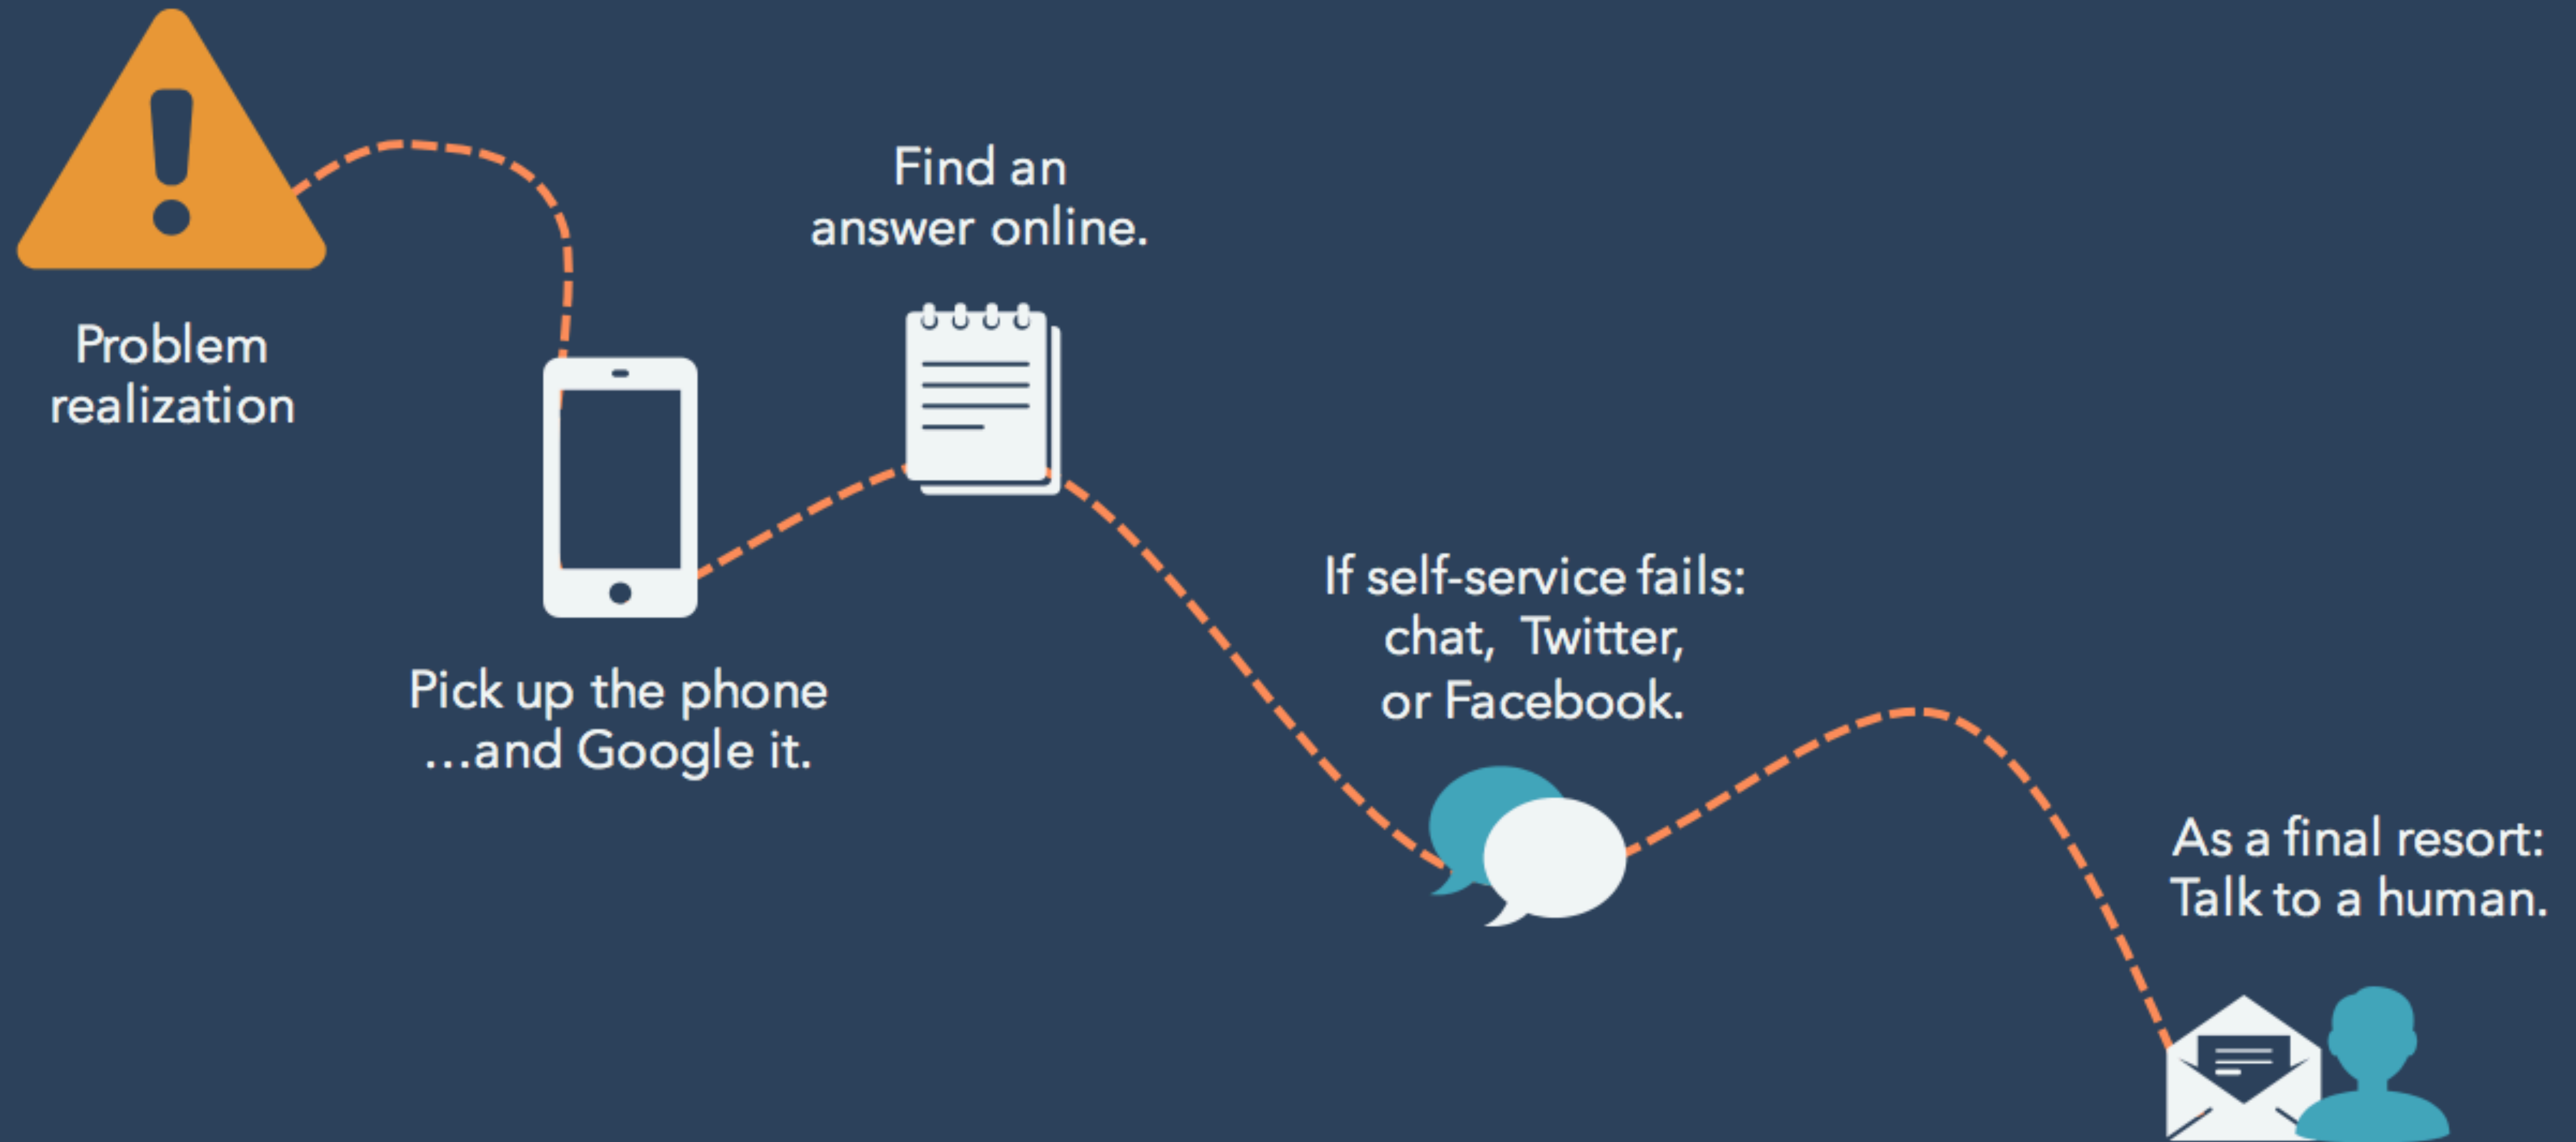 Problem
realization
Pick up the phone
...and Google it.
Find an
answer online.
If self-service fails:
chat, Twitter,
or Facebook.
As a final resort:
Talk to a human.